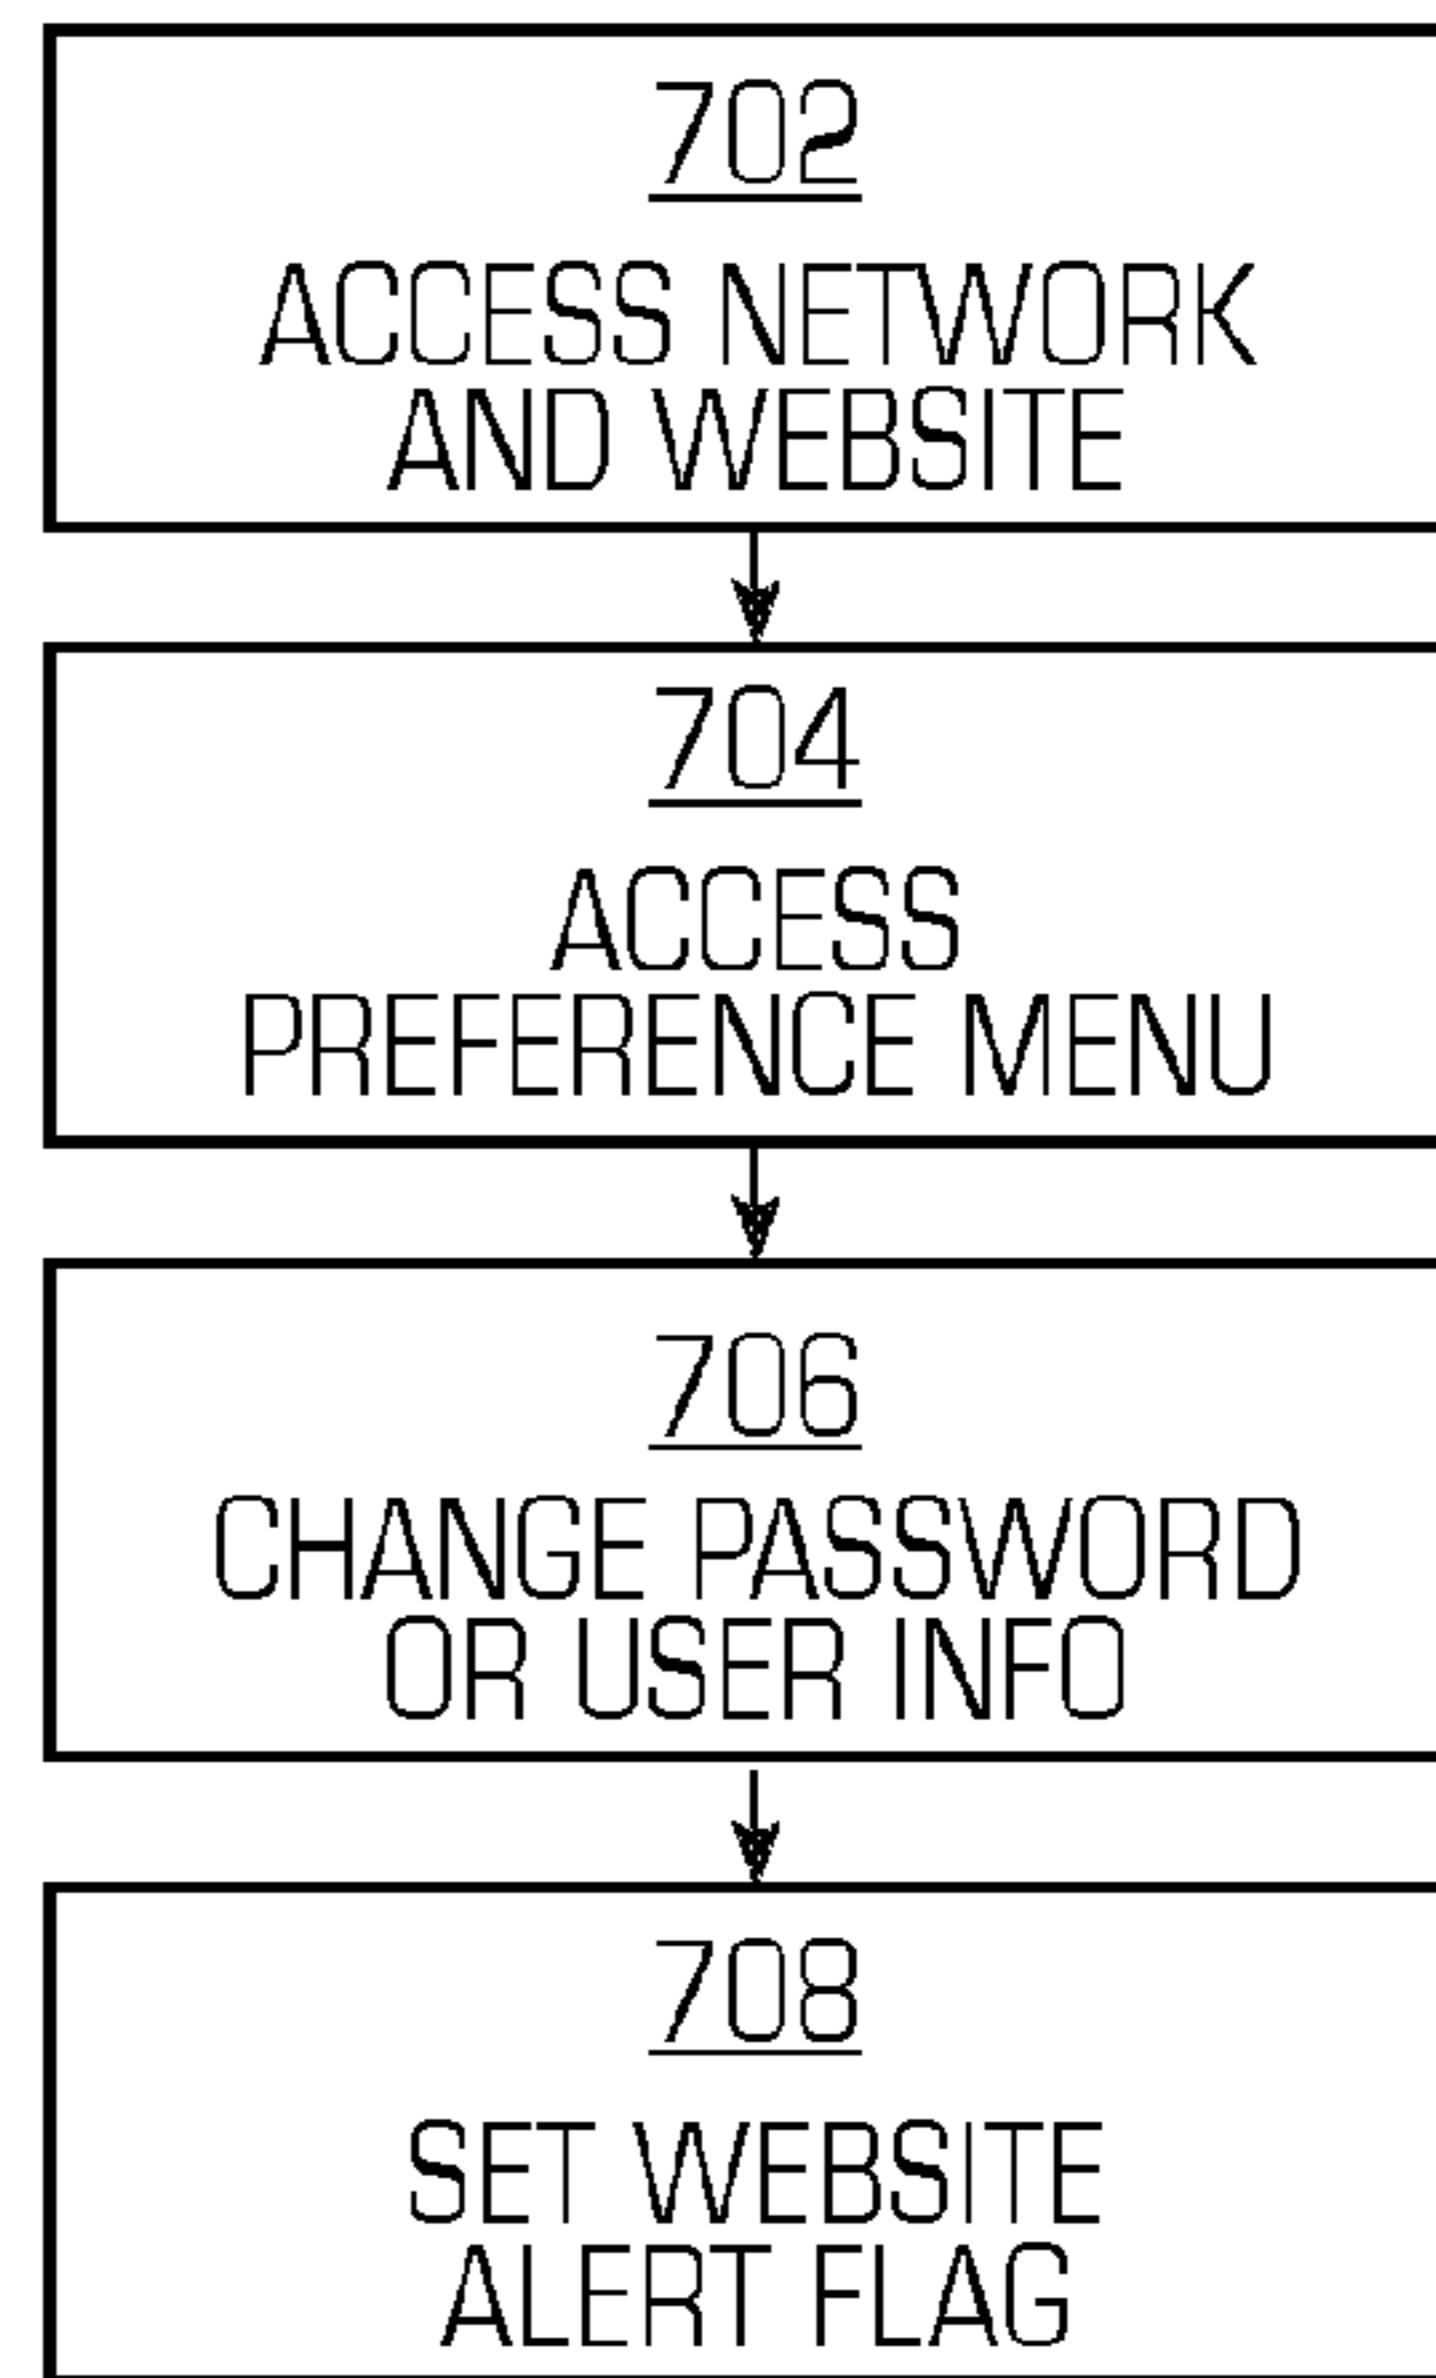 702
ACCESS NETWORK
AND WEBSITE
704
ACCESS
PREFERENCE MENU
706
CHANGE PASSWORD
OR USER INFO
708
SET WEBSITE
ALERT FLAG